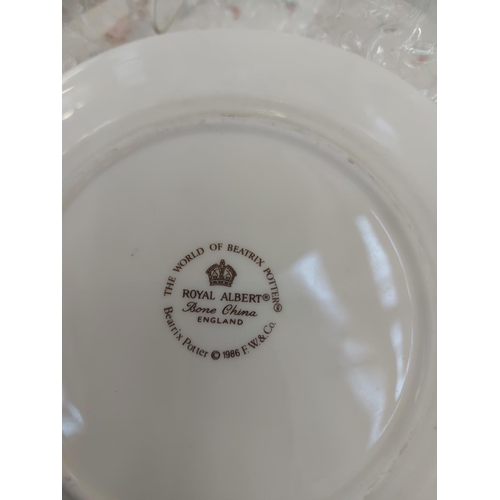 THE WORLD OF BEATRIX POTTER®
ROYAL ALBERT®
Bone China
ENGLAND
Beatrix Potter © 1986 F.W.& Co.